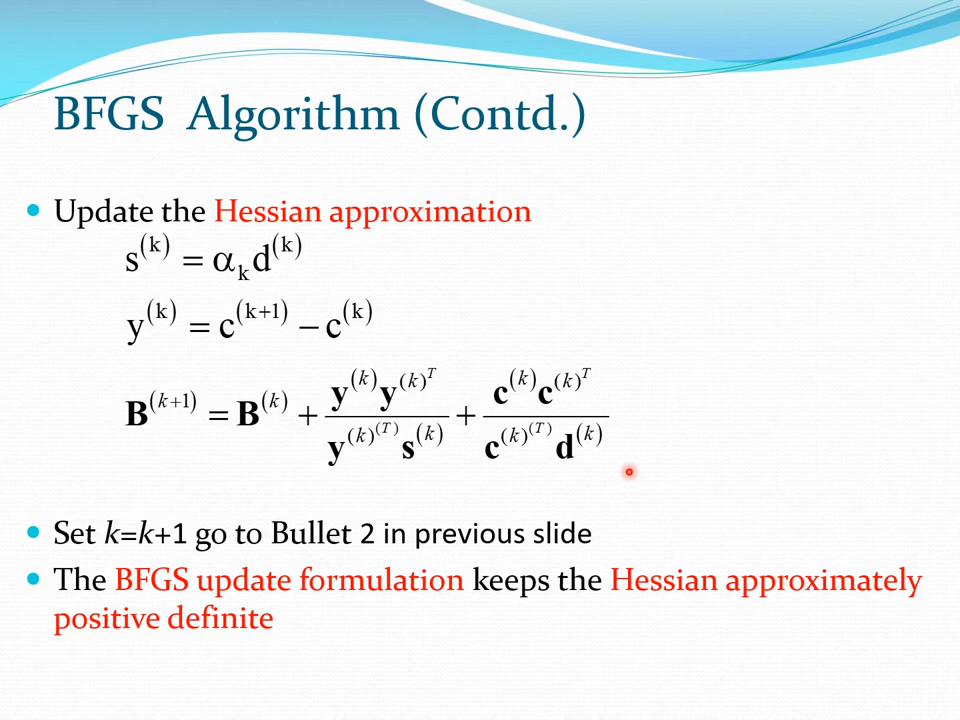 BFGS Algorithm (Contd.)
• Update the Hessian approximation
s^(k) = α_k d^(k)
y^(k) = c^(k+1) − c^(k)
B^(k+1) = B^(k) + (y^(k) y^(k)^T) / (y^(k)^(T) s^(k)) + (c^(k) c^(k)^T) / (c^(k)^(T) d^(k))
• Set k=k+1 go to Bullet 2 in previous slide
• The BFGS update formulation keeps the Hessian approximately
positive definite